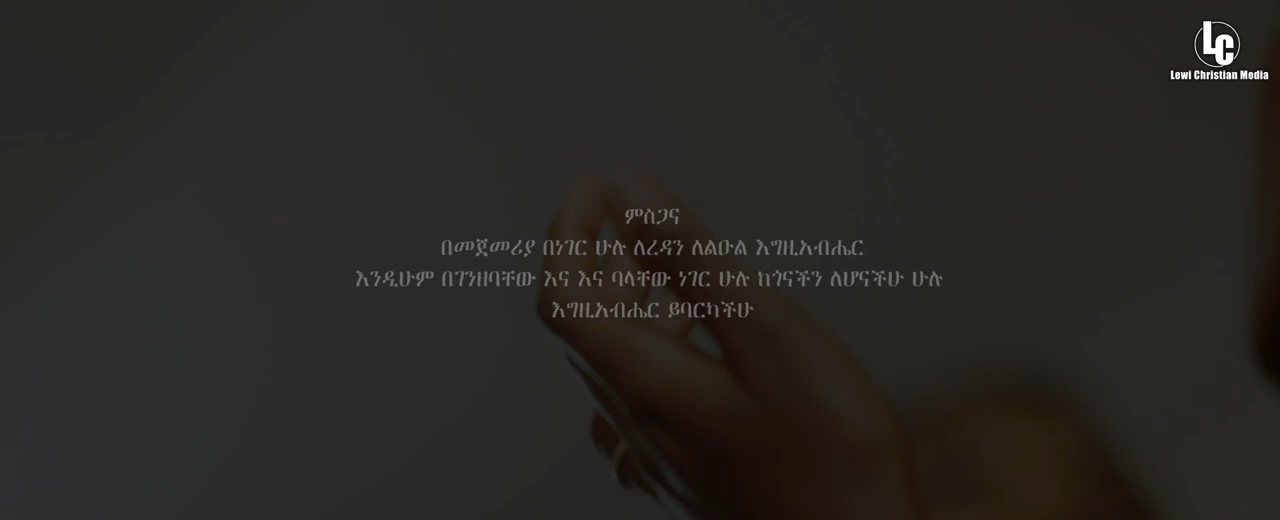 LC
Lewi Christian Media
ምስጋና
በመጀመሪያ በነገር ሁሉ ለረዳን ለልዑል እግዚአብሔር
እንዲሁም በገንዘባቸው እና እና ባላቸው ነገር ሁሉ ከጎናችን ለሆናችሁ ሁሉ
እግዚአብሔር ይባርካችሁ